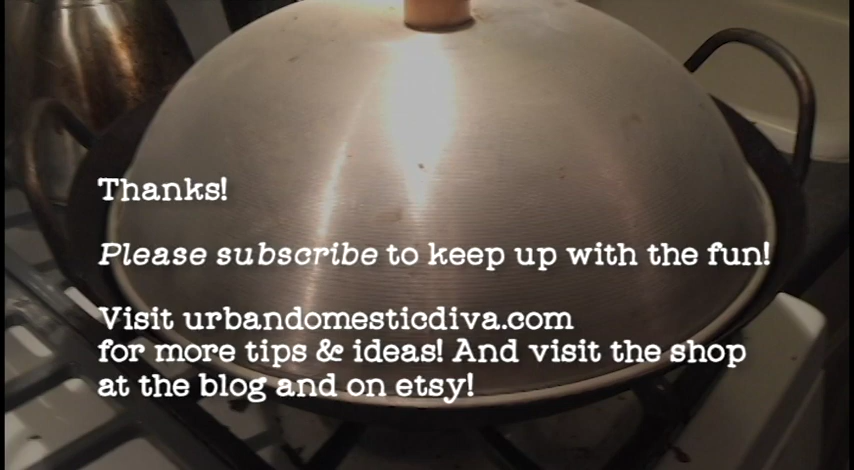 Thanks!
Please subscribe to keep up with the fun!
Visit urbandomesticdiva.com
for more tips & ideas! And visit the shop
at the blog and on etsy!